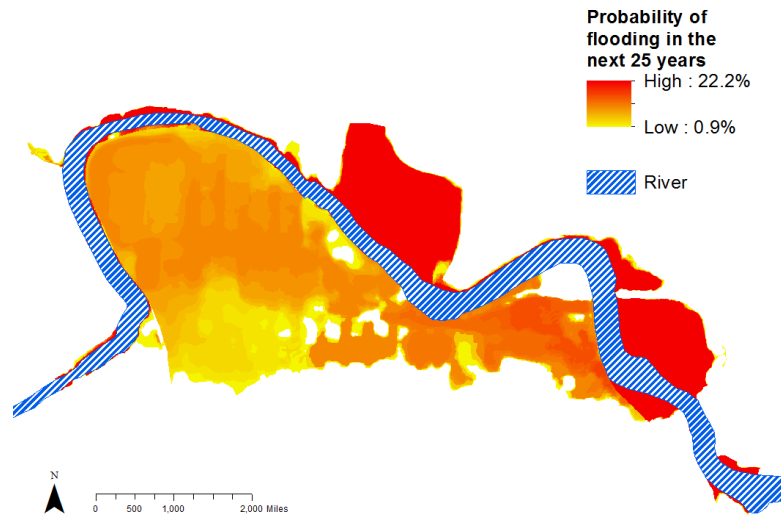 Probability of
flooding in the
next 25 years
High : 22.2%
Low : 0.9%
River
N
0 500 1,000 2,000 Miles